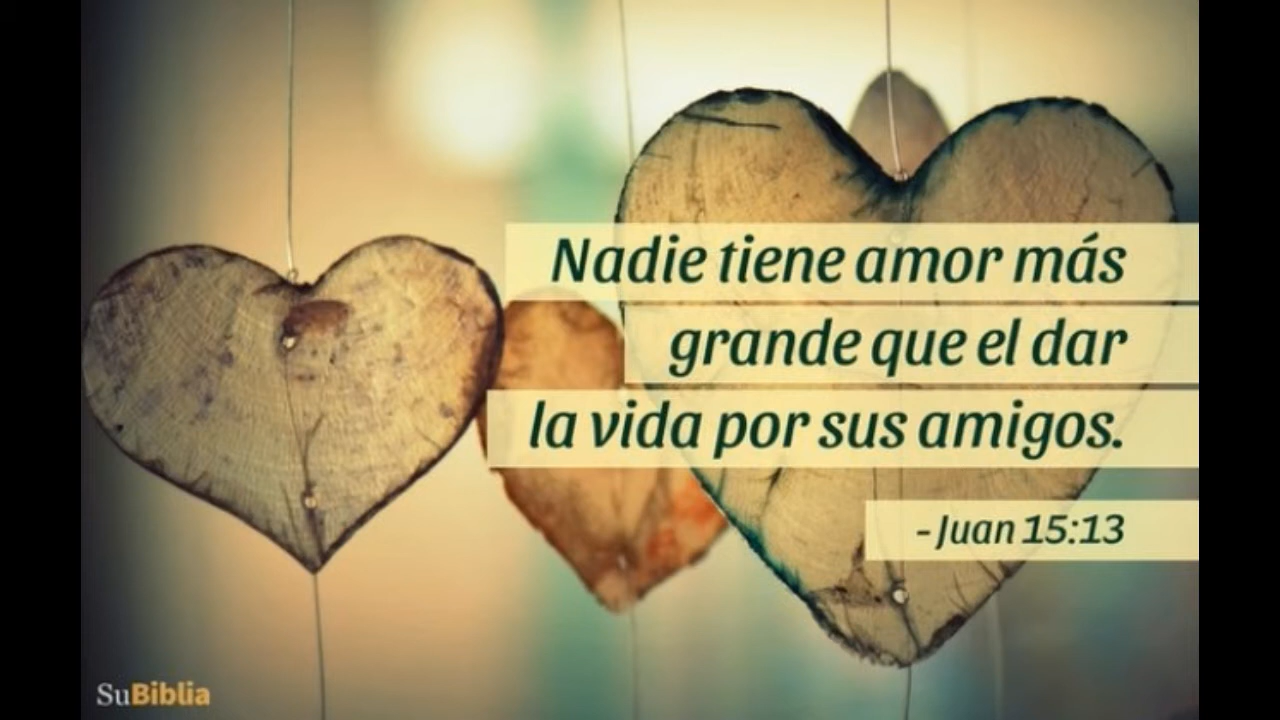 Nadie tiene amor más
grande que el dar
la vida por sus amigos.
- Juan 15:13
SuBiblia